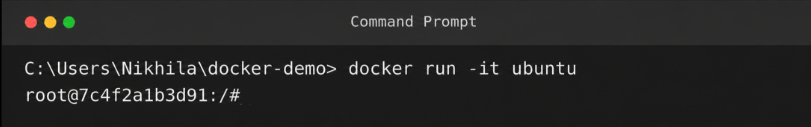 Command Prompt
C:\Users\Nikhila\docker-demo> docker run -it ubuntu
root@7c4f2a1b3d91:/#